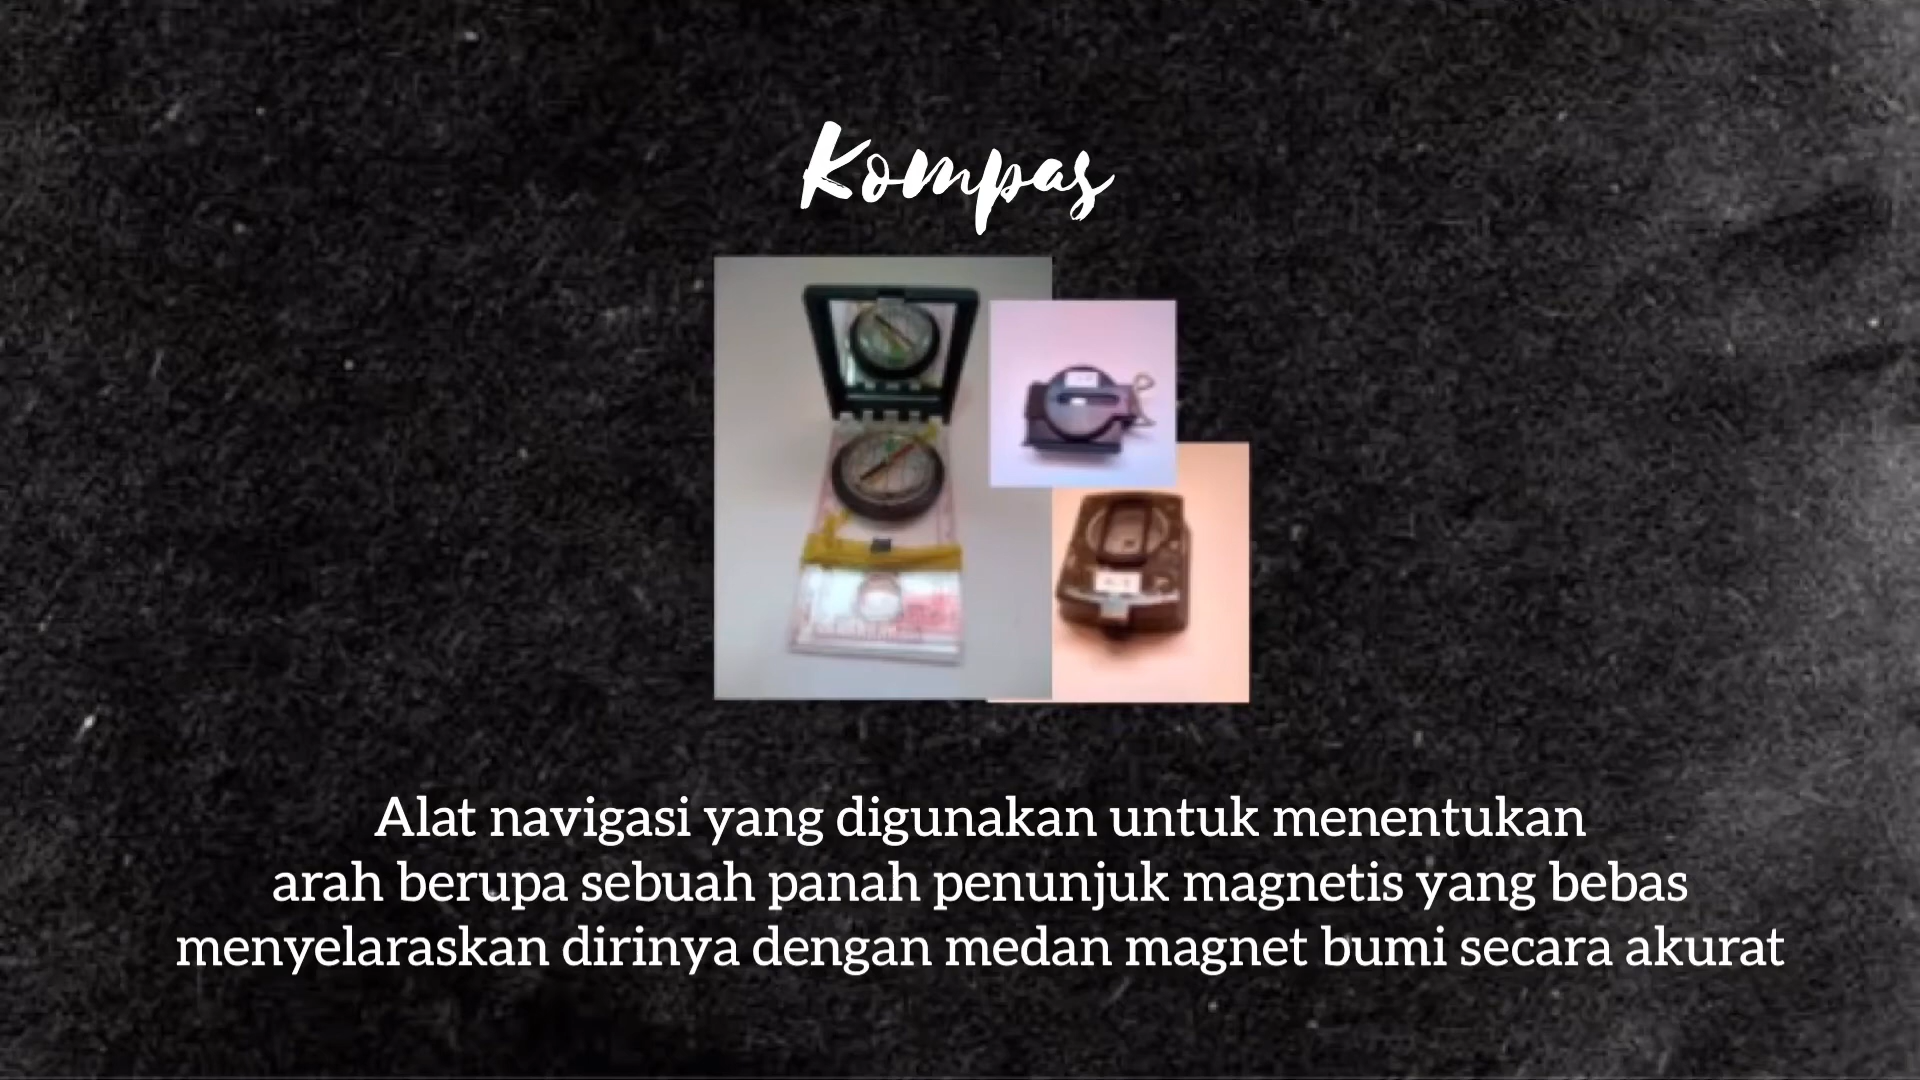 Kompas
Alat navigasi yang digunakan untuk menentukan
arah berupa sebuah panah penunjuk magnetis yang bebas
menyelaraskan dirinya dengan medan magnet bumi secara akurat